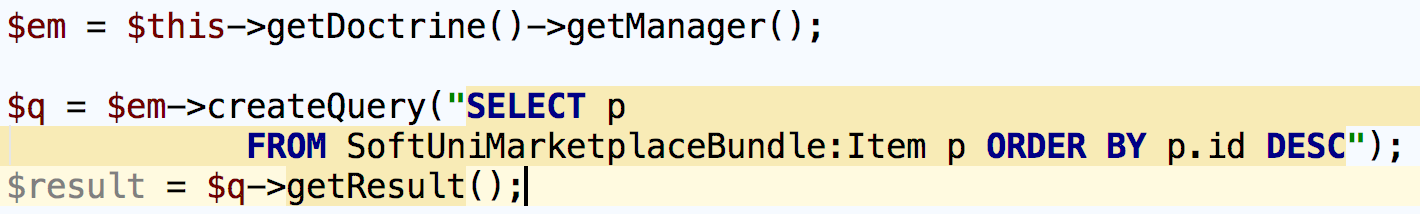 $em = $this->getDoctrine()->getManager();
$q = $em->createQuery("SELECT p
FROM SoftUniMarketplaceBundle:Item p ORDER BY p.id DESC");
$result = $q->getResult();